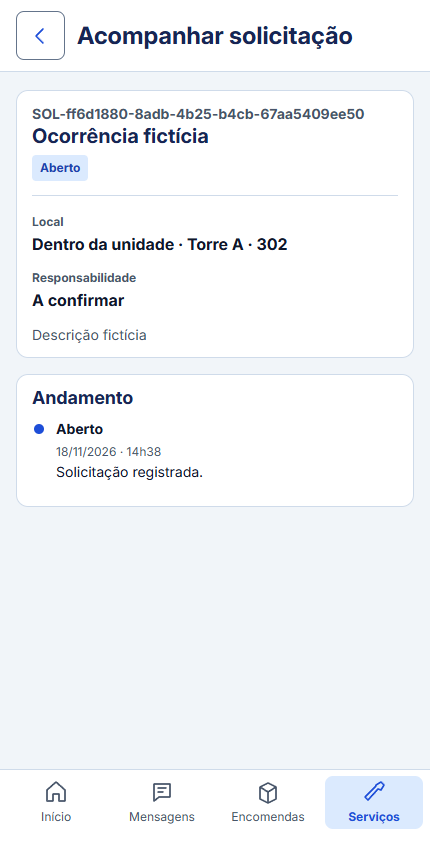 Acompanhar solicitação
SOL-ff6d1880-8adb-4b25-b4cb-67aa5409ee50
Ocorrência fictícia
Aberto
Local
Dentro da unidade · Torre A · 302
Responsabilidade
A confirmar
Descrição fictícia
Andamento
Aberto
18/11/2026 · 14h38
Solicitação registrada.
Início
Mensagens
Encomendas
Serviços